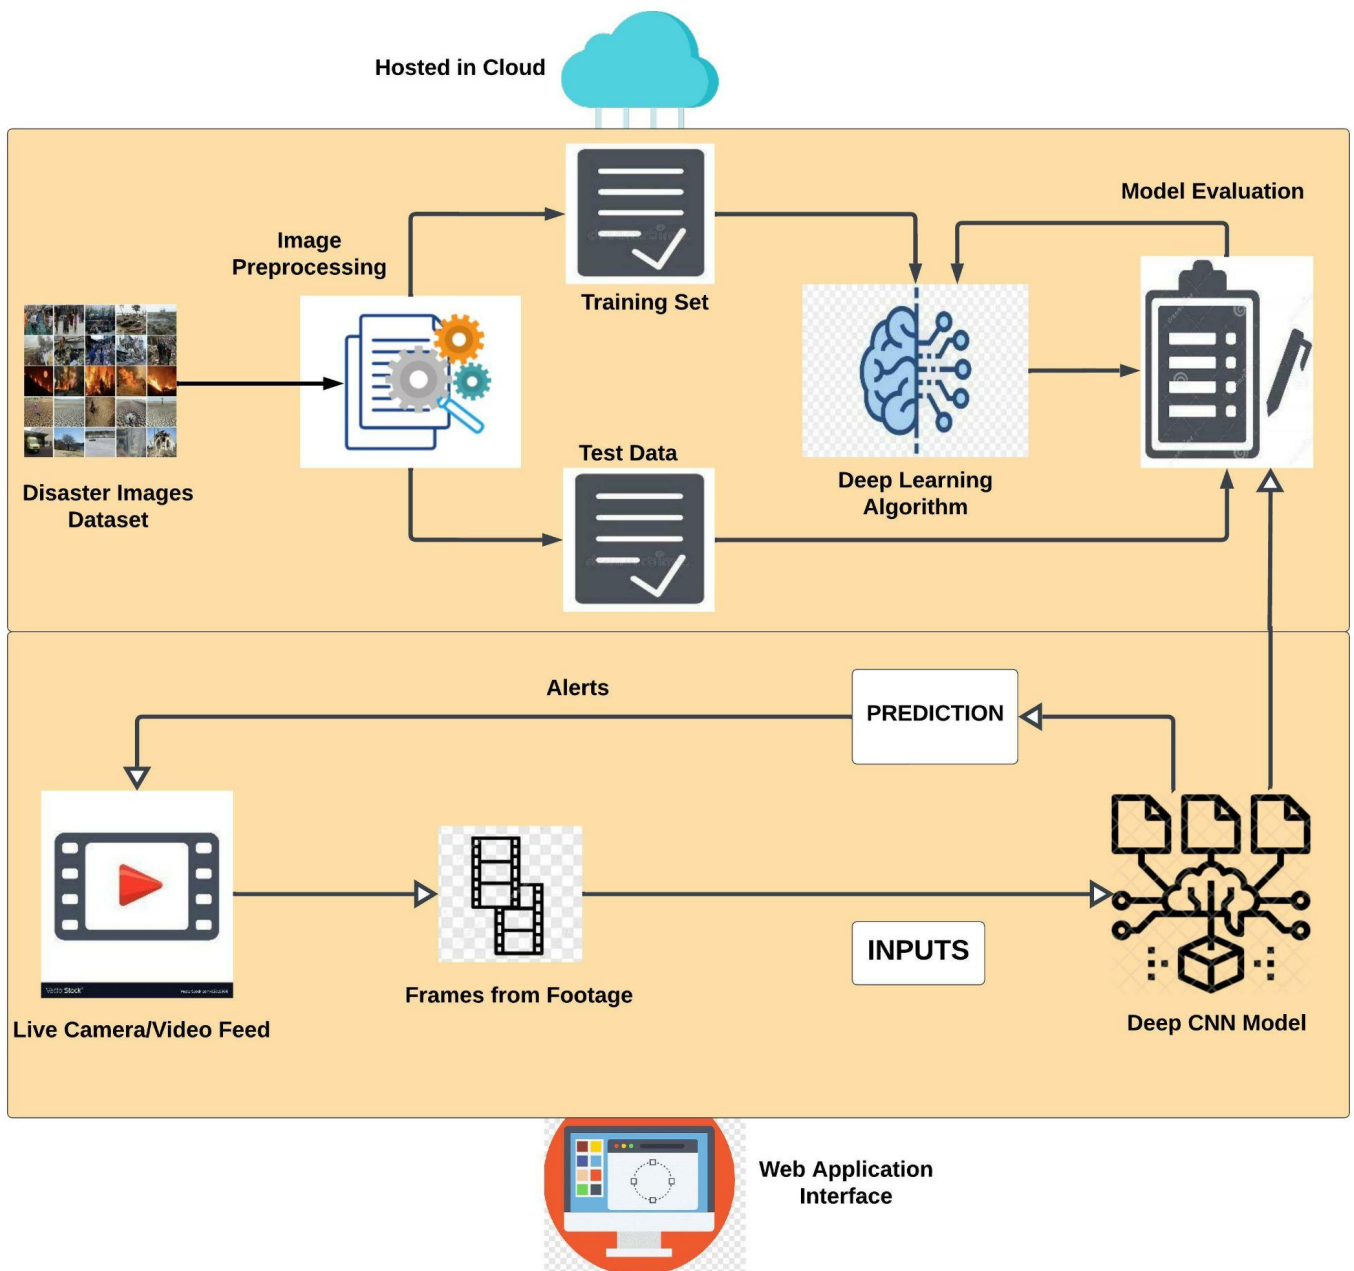 Hosted in Cloud
Model Evaluation
Image
Preprocessing
Training Set
Test Data
Disaster Images
Dataset
Deep Learning
Algorithm
Alerts
PREDICTION
INPUTS
VectorStock®
Frames from Footage
Live Camera/Video Feed
Deep CNN Model
Web Application
Interface